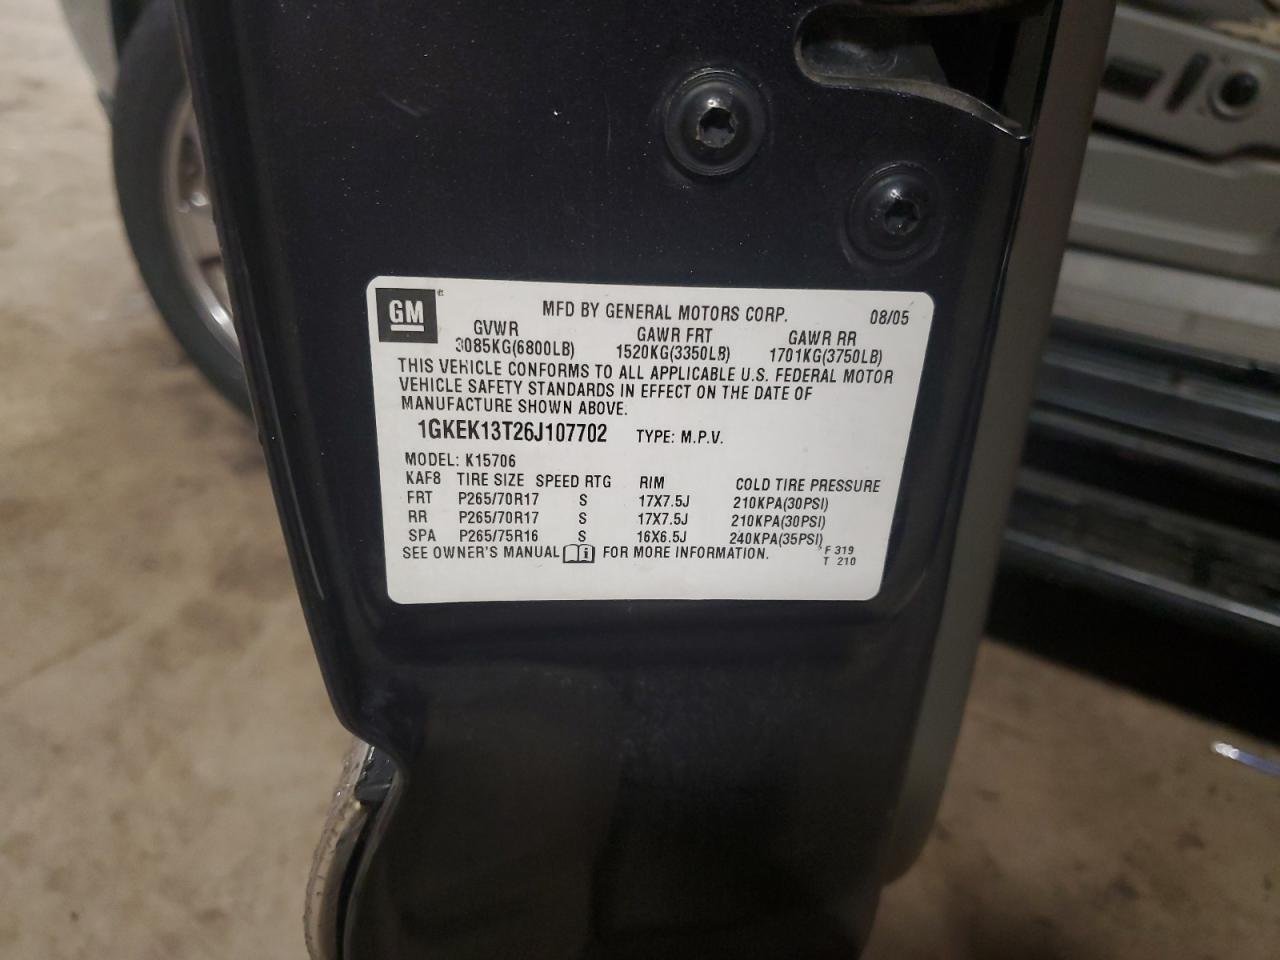 GM MFD BY GENERAL MOTORS CORP. 08/05
GVWR GAWR FRT GAWR RR
3085KG(6800LB) 1520KG(3350LB) 1701KG(3750LB)
THIS VEHICLE CONFORMS TO ALL APPLICABLE U.S. FEDERAL MOTOR
VEHICLE SAFETY STANDARDS IN EFFECT ON THE DATE OF
MANUFACTURE SHOWN ABOVE.
1GKEK13T26J107702 TYPE: M.P.V.
MODEL: K15706
KAF8 TIRE SIZE SPEED RTG RIM COLD TIRE PRESSURE
FRT P265/70R17 S 17X7.5J 210KPA(30PSI)
RR P265/70R17 S 17X7.5J 210KPA(30PSI)
SPA P265/75R16 S 16X6.5J 240KPA(35PSI)
SEE OWNER'S MANUAL FOR MORE INFORMATION. F 319
T 210